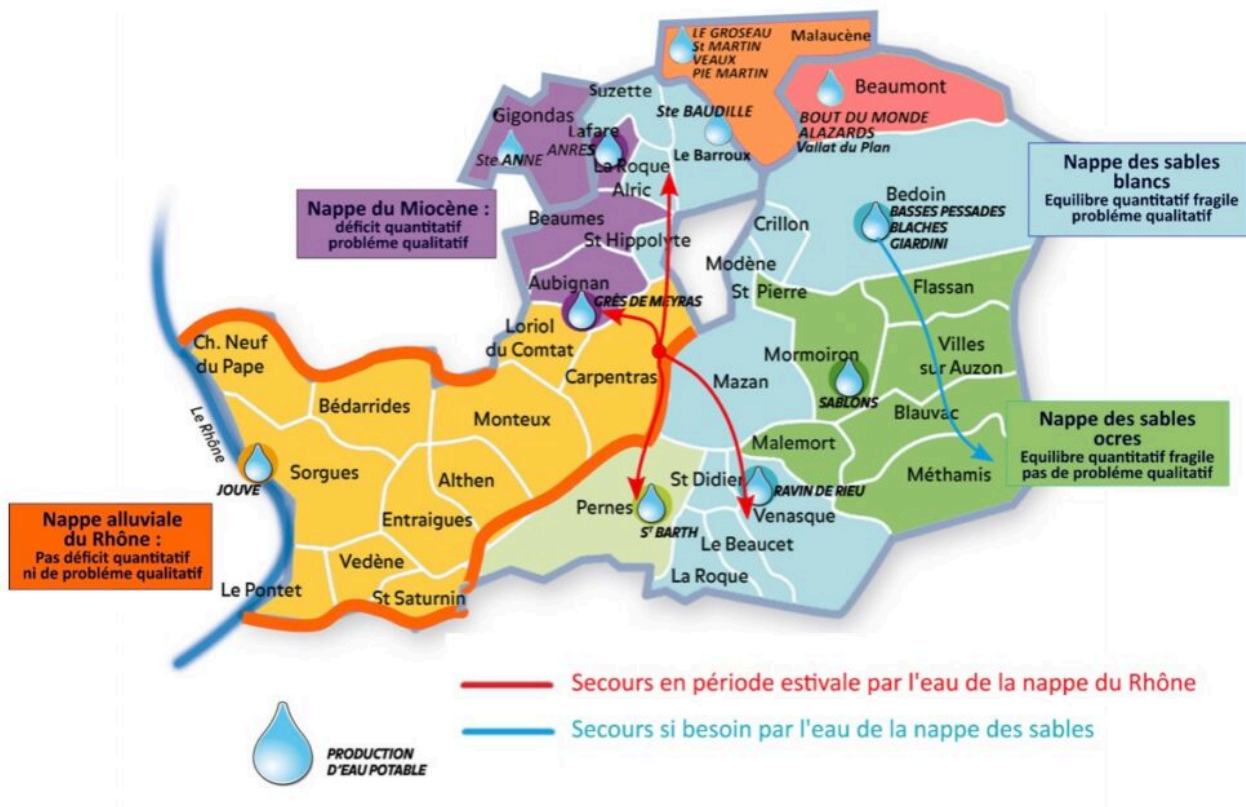 LE GROSEAU
St MARTIN
VEAUX
PIE MARTIN
Malaucène
Beaumont
BOUT DU MONDE
ALAZARDS
Vallat du Plan
Suzette
Ste BAUDILLE
Gigondas
Ste ANNE
Lafare
ANRES
La Roque
Alric
Le Barroux
Nappe du Miocène :
déficit quantitatif
probléme qualitatif
Beaumes
St Hippolyte
Aubignan
GRÈS DE MEYRAS
Bedoin
BASSES PESSADES
BLACHES
GIARDINI
Crillon
Modène
St Pierre
Nappe des sables
blancs
Equilibre quantitatif fragile
probléme qualitatif
Flassan
Villes
sur Auzon
Mormoiron
SABLONS
Blauvac
Malemort
Méthamis
Nappe des sables
ocres
Equilibre quantitatif fragile
pas de probléme qualitatif
Ch. Neuf
du Pape
Le Rhône
Loriol
du Comtat
Carpentras
Mazan
Bédarrides
Monteux
Sorgues
JOUVE
Althen
Entraigues
Pernes
St BARTH
St Didier
RAVIN DE RIEU
Venasque
Le Beaucet
La Roque
Nappe alluviale
du Rhône :
Pas déficit quantitatif
ni de probléme qualitatif
Vedène
Le Pontet
St Saturnin
Secours en période estivale par l'eau de la nappe du Rhône
Secours si besoin par l'eau de la nappe des sables
PRODUCTION
D'EAU POTABLE